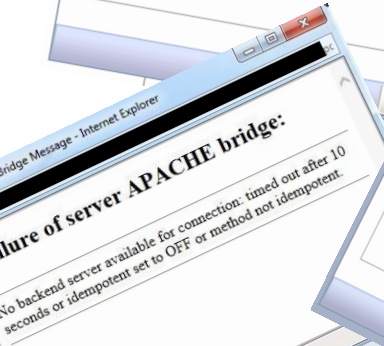 Bridge Message - Internet Explorer
lure of server APACHE bridge:
No backend server available for connection: timed out after 10
seconds or idempotent set to OFF or method not idempotent.